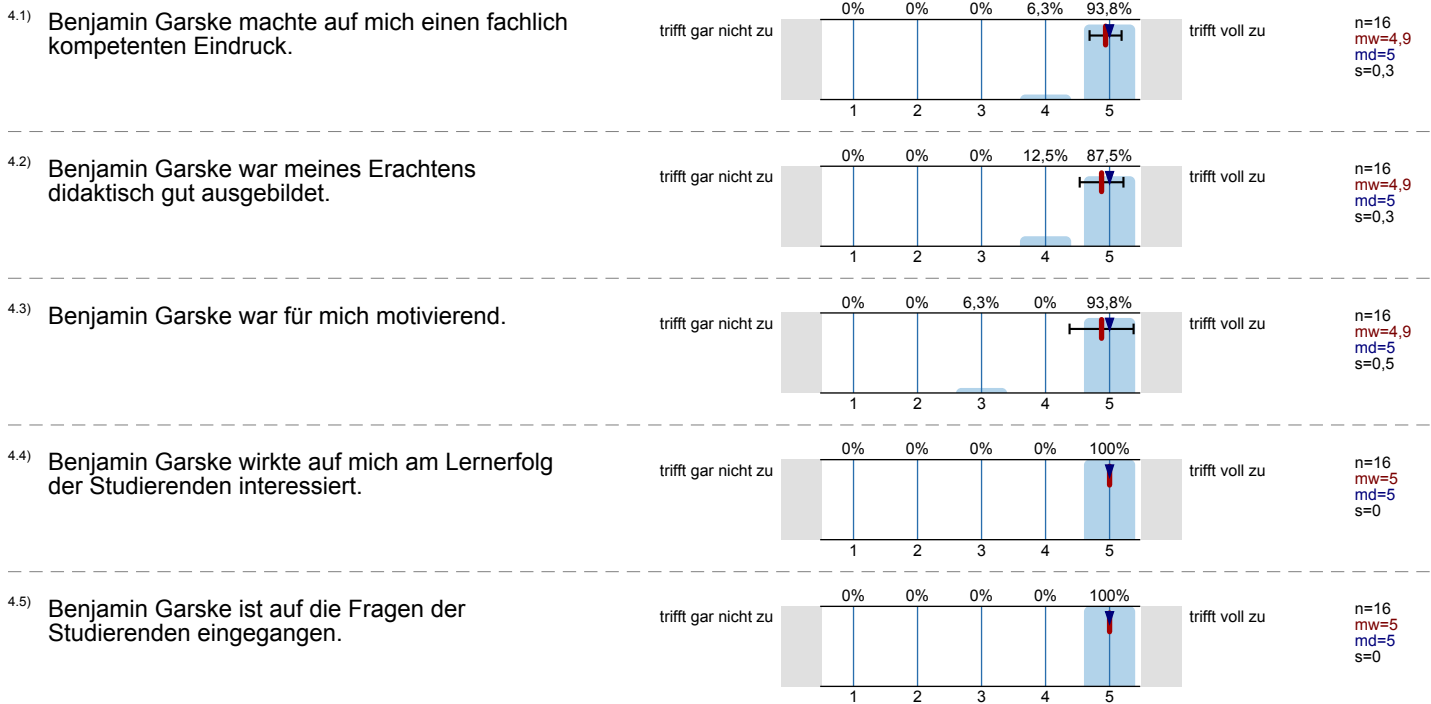 4.1) Benjamin Garske machte auf mich einen fachlich
kompetenten Eindruck.
trifft gar nicht zu
0% 0% 0% 6,3% 93,8%
1 2 3 4 5
trifft voll zu
n=16
mw=4,9
md=5
s=0,3
4.2) Benjamin Garske war meines Erachtens
didaktisch gut ausgebildet.
trifft gar nicht zu
0% 0% 0% 12,5% 87,5%
1 2 3 4 5
trifft voll zu
n=16
mw=4,9
md=5
s=0,3
4.3) Benjamin Garske war für mich motivierend.
trifft gar nicht zu
0% 0% 6,3% 0% 93,8%
1 2 3 4 5
trifft voll zu
n=16
mw=4,9
md=5
s=0,5
4.4) Benjamin Garske wirkte auf mich am Lernerfolg
der Studierenden interessiert.
trifft gar nicht zu
0% 0% 0% 0% 100%
1 2 3 4 5
trifft voll zu
n=16
mw=5
md=5
s=0
4.5) Benjamin Garske ist auf die Fragen der
Studierenden eingegangen.
trifft gar nicht zu
0% 0% 0% 0% 100%
1 2 3 4 5
trifft voll zu
n=16
mw=5
md=5
s=0